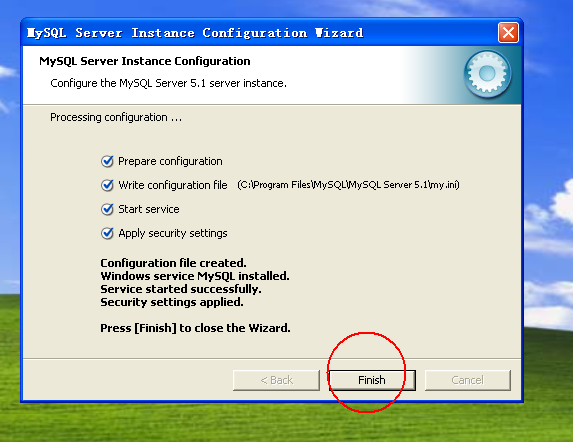 MySQL Server Instance Configuration Wizard
MySQL Server Instance Configuration
Configure the MySQL Server 5.1 server instance.
Processing configuration ...
Prepare configuration
Write configuration file (C:\Program Files\MySQL\MySQL Server 5.1\my.ini)
Start service
Apply security settings
Configuration file created.
Windows service MySQL installed.
Service started successfully.
Security settings applied.
Press [Finish] to close the Wizard.
< Back Finish Cancel